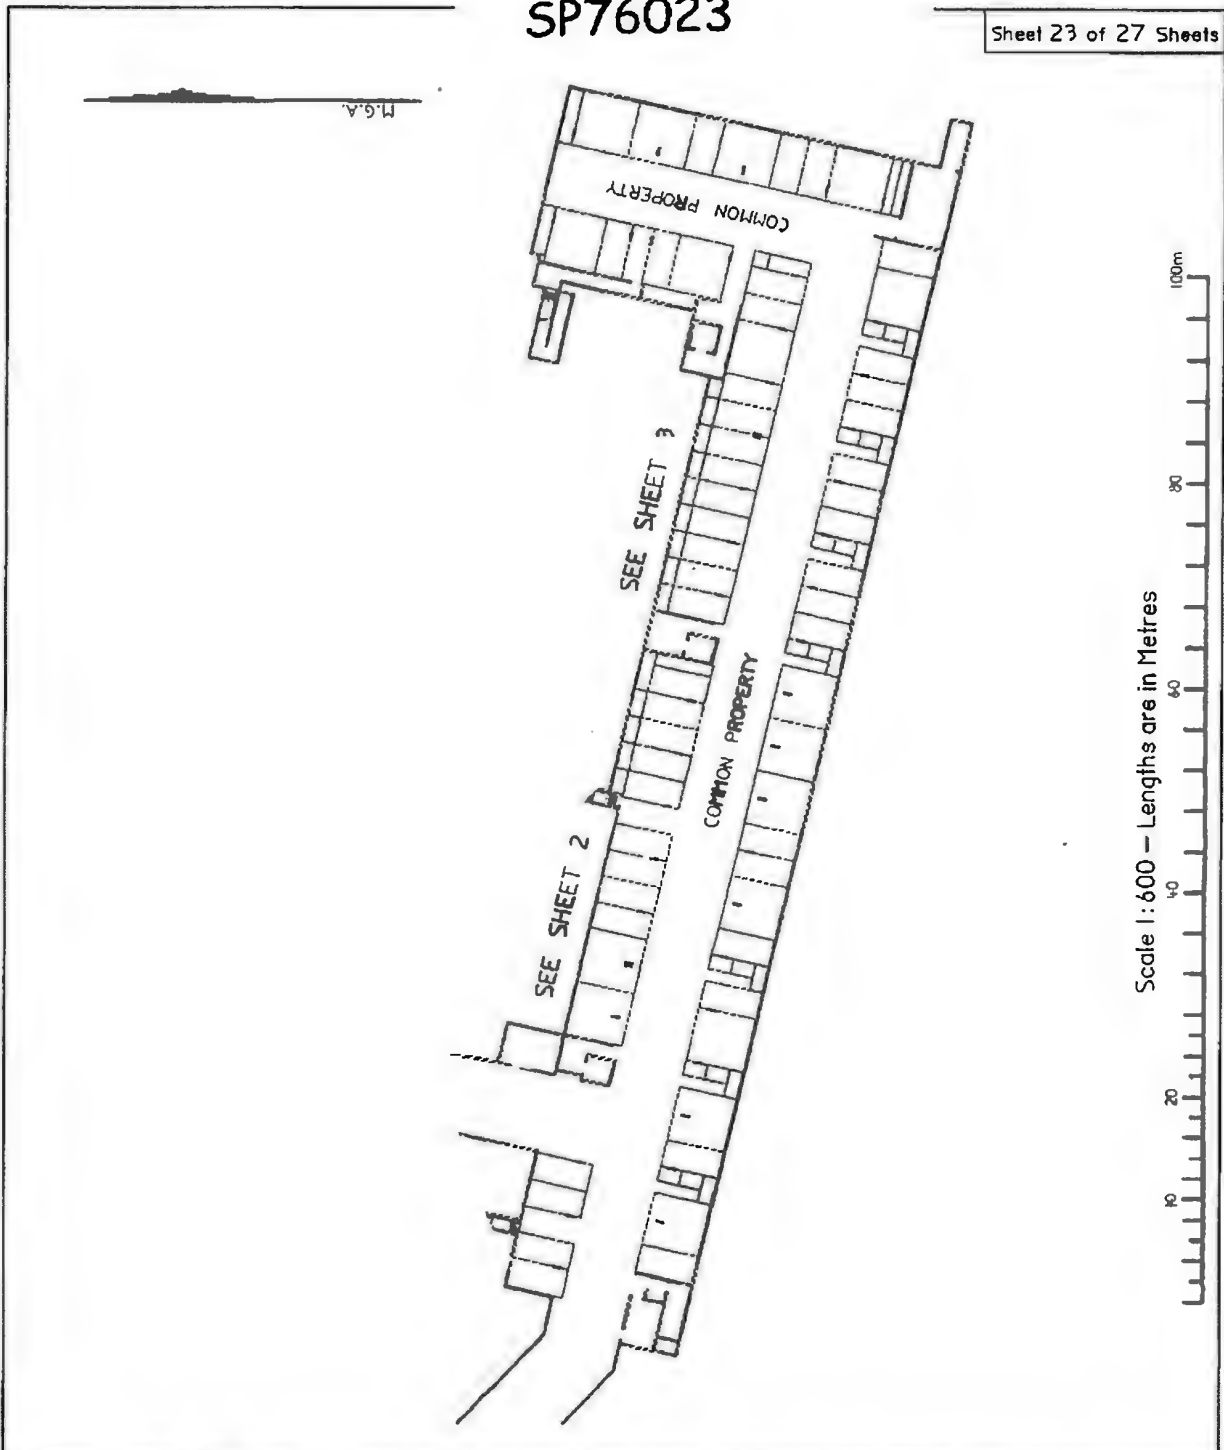 SP76023
Sheet 23 of 27 Sheets
M.G.A.
COMMON PROPERTY
SEE SHEET 3
COMMON PROPERTY
SEE SHEET 2
Scale 1:600 – Lengths are in Metres
10
20
40
60
80
100m